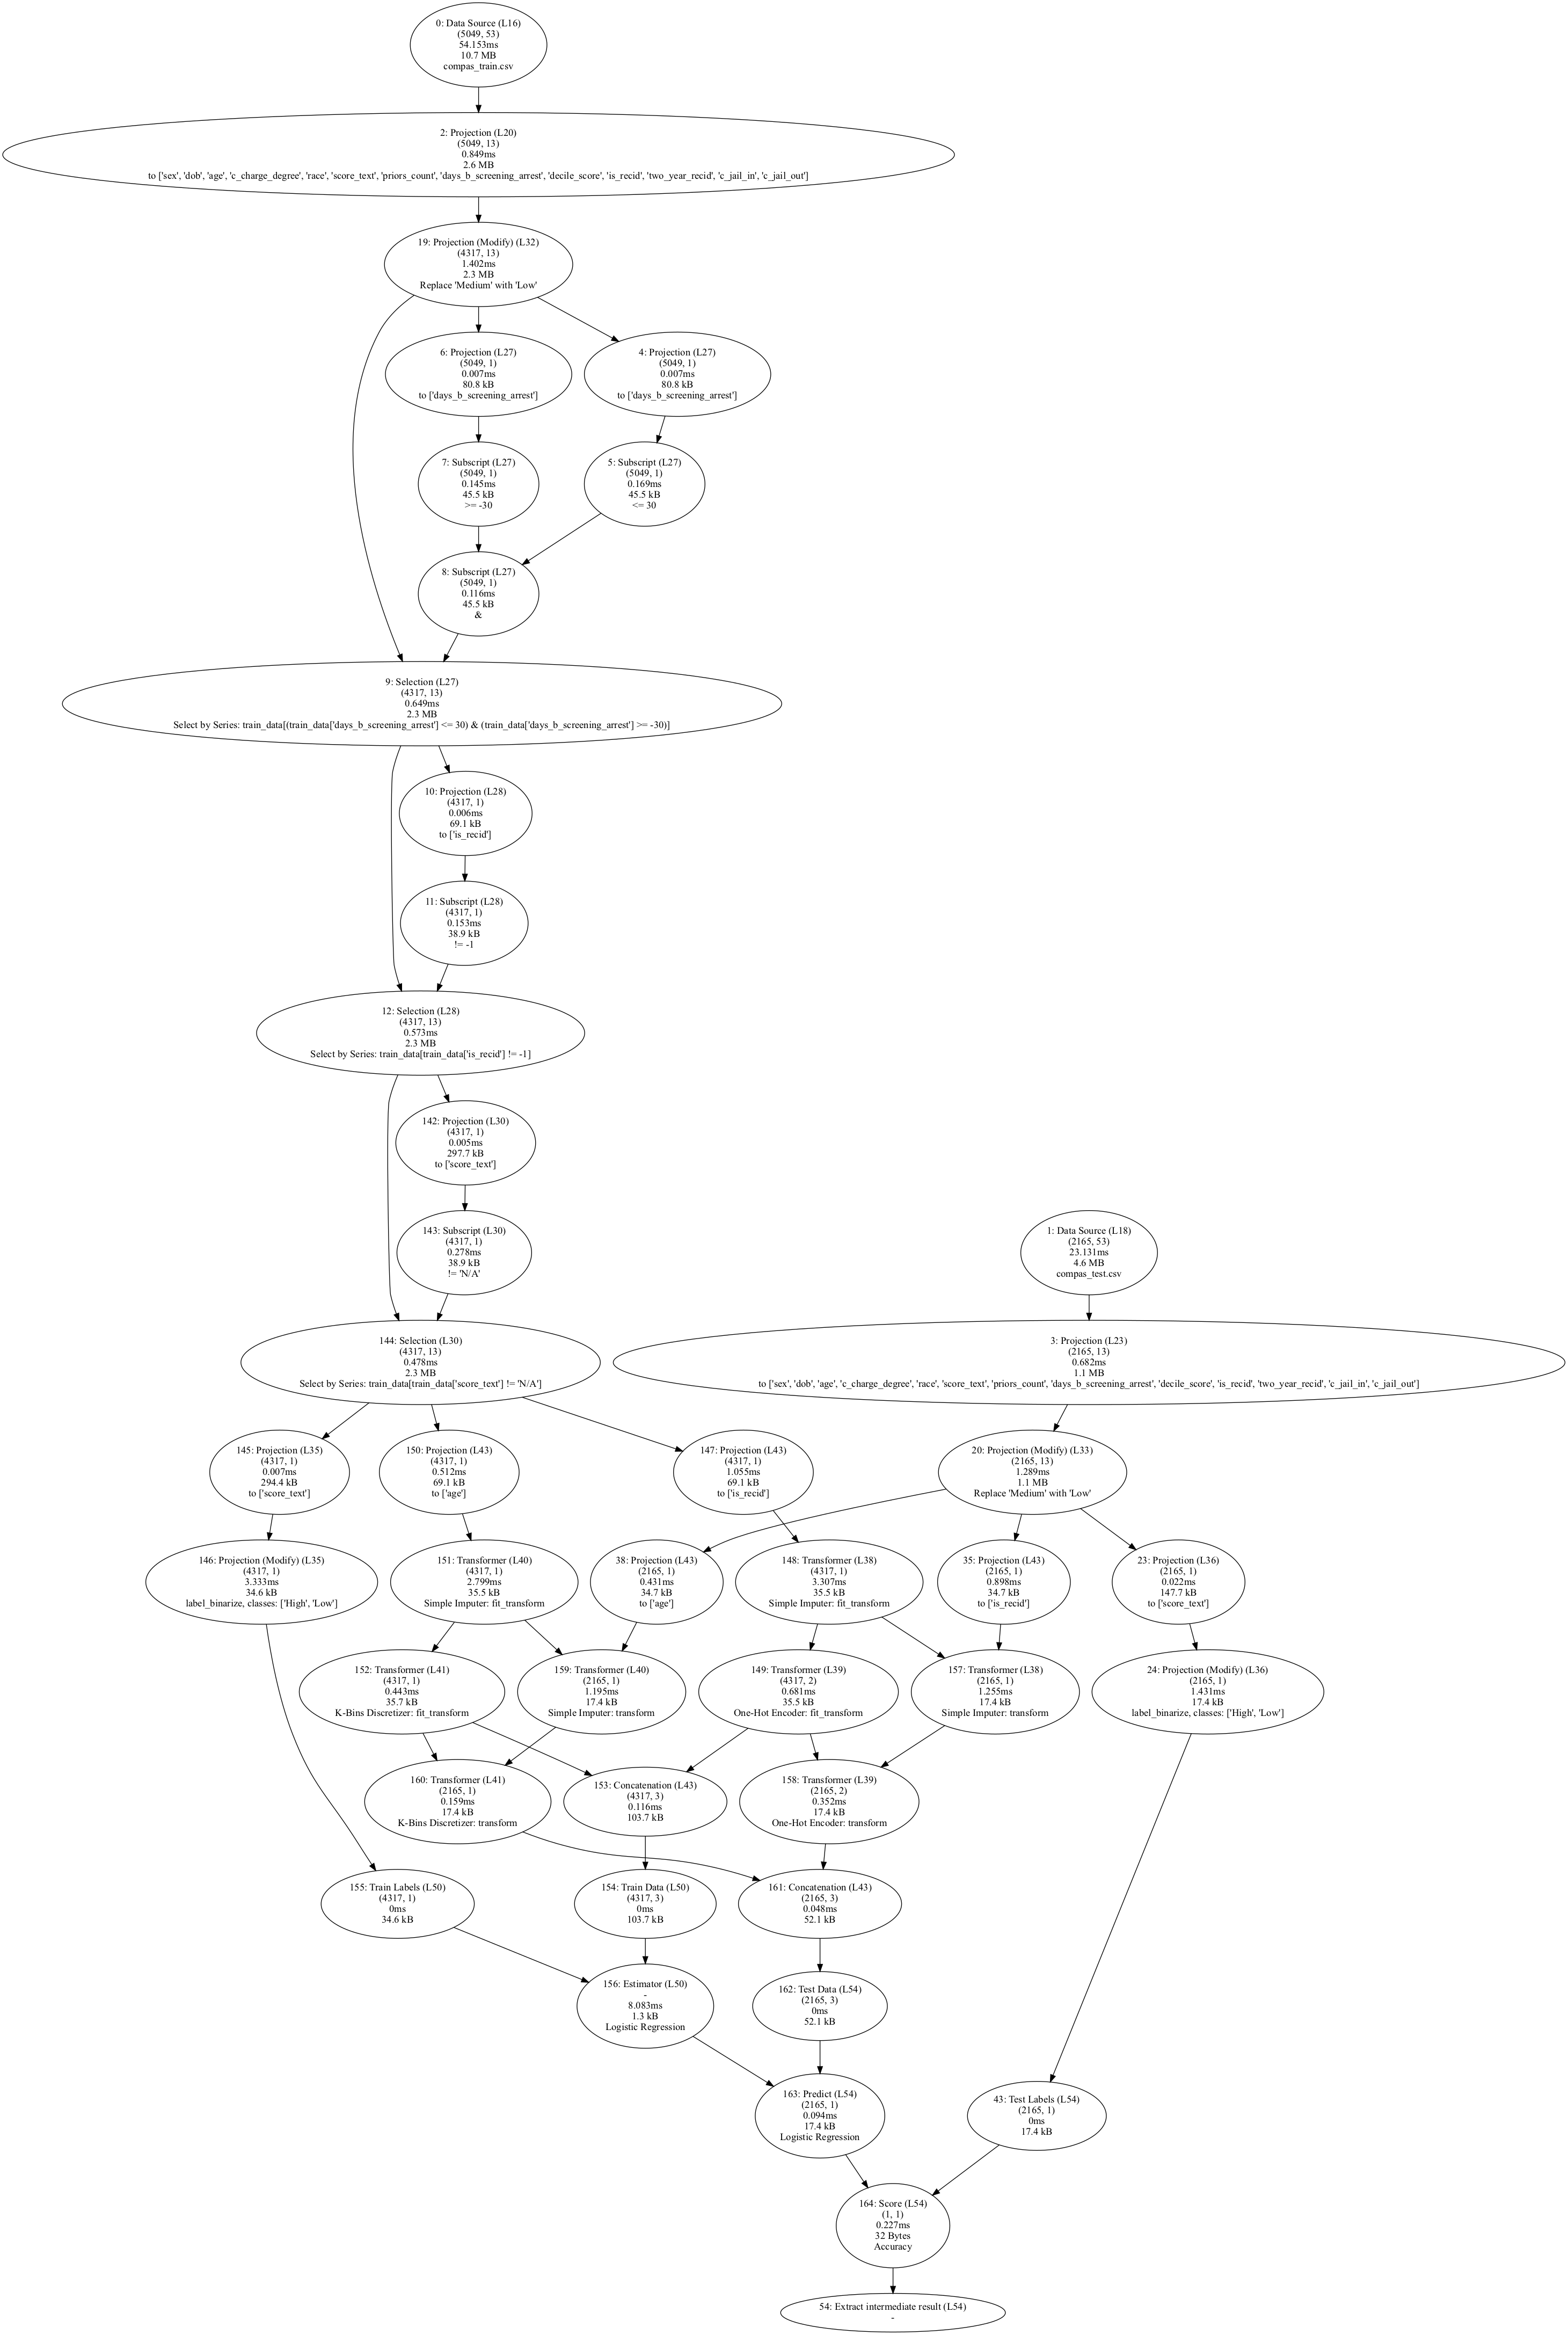 0: Data Source (L16)
(5049, 53)
54.153ms
10.7 MB
compas_train.csv
2: Projection (L20)
(5049, 13)
0.849ms
2.6 MB
to ['sex', 'dob', 'age', 'c_charge_degree', 'race', 'score_text', 'priors_count', 'days_b_screening_arrest', 'decile_score', 'is_recid', 'two_year_recid', 'c_jail_in', 'c_jail_out']
19: Projection (Modify) (L32)
(4317, 13)
1.402ms
2.3 MB
Replace 'Medium' with 'Low'
6: Projection (L27)
(5049, 1)
0.007ms
80.8 kB
to ['days_b_screening_arrest']
4: Projection (L27)
(5049, 1)
0.007ms
80.8 kB
to ['days_b_screening_arrest']
7: Subscript (L27)
(5049, 1)
0.145ms
45.5 kB
>= -30
5: Subscript (L27)
(5049, 1)
0.169ms
45.5 kB
<= 30
8: Subscript (L27)
(5049, 1)
0.116ms
45.5 kB
&
9: Selection (L27)
(4317, 13)
0.649ms
2.3 MB
Select by Series: train_data[(train_data['days_b_screening_arrest'] <= 30) & (train_data['days_b_screening_arrest'] >= -30)]
10: Projection (L28)
(4317, 1)
0.006ms
69.1 kB
to ['is_recid']
11: Subscript (L28)
(4317, 1)
0.153ms
38.9 kB
!= -1
12: Selection (L28)
(4317, 13)
0.573ms
2.3 MB
Select by Series: train_data[train_data['is_recid'] != -1]
142: Projection (L30)
(4317, 1)
0.005ms
297.7 kB
to ['score_text']
143: Subscript (L30)
(4317, 1)
0.278ms
38.9 kB
!= 'N/A'
1: Data Source (L18)
(2165, 53)
23.131ms
4.6 MB
compas_test.csv
144: Selection (L30)
(4317, 13)
0.478ms
2.3 MB
Select by Series: train_data[train_data['score_text'] != 'N/A']
3: Projection (L23)
(2165, 13)
0.682ms
1.1 MB
to ['sex', 'dob', 'age', 'c_charge_degree', 'race', 'score_text', 'priors_count', 'days_b_screening_arrest', 'decile_score', 'is_recid', 'two_year_recid', 'c_jail_in', 'c_jail_out']
145: Projection (L35)
(4317, 1)
0.007ms
294.4 kB
to ['score_text']
150: Projection (L43)
(4317, 1)
0.512ms
69.1 kB
to ['age']
147: Projection (L43)
(4317, 1)
1.055ms
69.1 kB
to ['is_recid']
20: Projection (Modify) (L33)
(2165, 13)
1.289ms
1.1 MB
Replace 'Medium' with 'Low'
146: Projection (Modify) (L35)
(4317, 1)
3.333ms
34.6 kB
label_binarize, classes: ['High', 'Low']
151: Transformer (L40)
(4317, 1)
2.799ms
35.5 kB
Simple Imputer: fit_transform
38: Projection (L43)
(2165, 1)
0.431ms
34.7 kB
to ['age']
148: Transformer (L38)
(4317, 1)
3.307ms
35.5 kB
Simple Imputer: fit_transform
35: Projection (L43)
(2165, 1)
0.898ms
34.7 kB
to ['is_recid']
23: Projection (L36)
(2165, 1)
0.022ms
147.7 kB
to ['score_text']
152: Transformer (L41)
(4317, 1)
0.443ms
35.7 kB
K-Bins Discretizer: fit_transform
159: Transformer (L40)
(2165, 1)
1.195ms
17.4 kB
Simple Imputer: transform
149: Transformer (L39)
(4317, 2)
0.681ms
35.5 kB
One-Hot Encoder: fit_transform
157: Transformer (L38)
(2165, 1)
1.255ms
17.4 kB
Simple Imputer: transform
24: Projection (Modify) (L36)
(2165, 1)
1.431ms
17.4 kB
label_binarize, classes: ['High', 'Low']
160: Transformer (L41)
(2165, 1)
0.159ms
17.4 kB
K-Bins Discretizer: transform
153: Concatenation (L43)
(4317, 3)
0.116ms
103.7 kB
158: Transformer (L39)
(2165, 2)
0.352ms
17.4 kB
One-Hot Encoder: transform
155: Train Labels (L50)
(4317, 1)
0ms
34.6 kB
154: Train Data (L50)
(4317, 3)
0ms
103.7 kB
161: Concatenation (L43)
(2165, 3)
0.048ms
52.1 kB
156: Estimator (L50)
-
8.083ms
1.3 kB
Logistic Regression
162: Test Data (L54)
(2165, 3)
0ms
52.1 kB
163: Predict (L54)
(2165, 1)
0.094ms
17.4 kB
Logistic Regression
43: Test Labels (L54)
(2165, 1)
0ms
17.4 kB
164: Score (L54)
(1, 1)
0.227ms
32 Bytes
Accuracy
54: Extract intermediate result (L54)
-